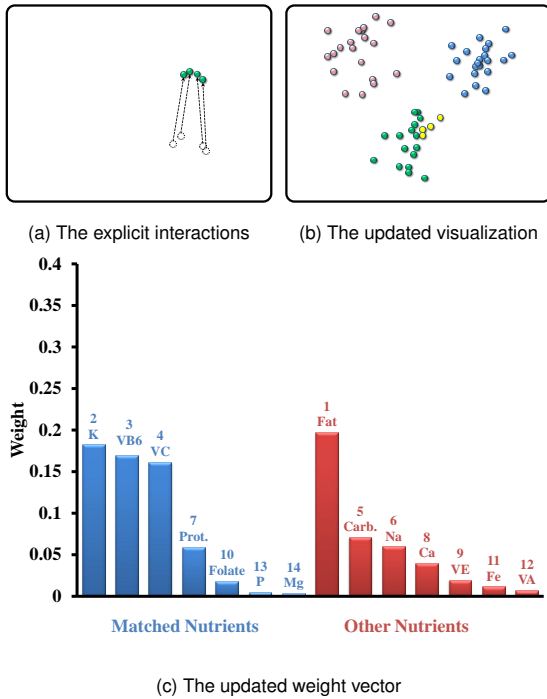 (a) The explicit interactions
(b) The updated visualization
0.4
0.35
0.3
0.25
0.2
0.15
0.1
0.05
0
Weight
2
K
3
VB6
4
VC
7
Prot.
10
Folate
13
P
14
Mg
1
Fat
5
Carb.
6
Na
8
Ca
9
VE
11
Fe
12
VA
Matched Nutrients
Other Nutrients
(c) The updated weight vector